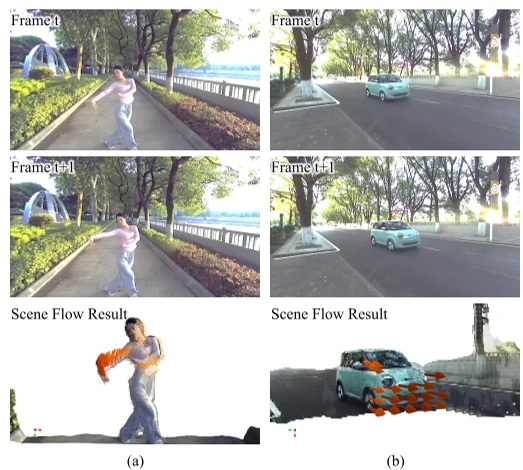 Frame t
Frame t
Frame t+1
Frame t+1
Scene Flow Result
Scene Flow Result
(a)
(b)